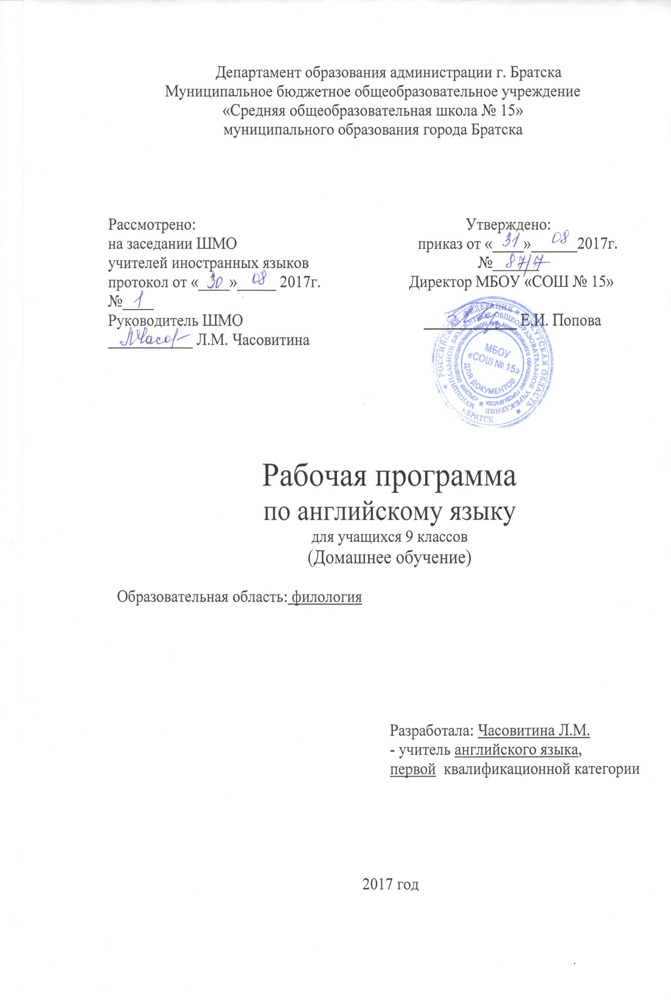 Департамент образования администрации г. Братска
Муниципальное бюджетное общеобразовательное учреждение
«Средняя общеобразовательная школа № 15»
муниципального образования города Братска
Рассмотрено:
на заседании ШМО
учителей иностранных языков
протокол от «30» 08 2017г.
№ 1
Руководитель ШМО
Л.М. Часовитина
Утверждено:
приказ от «31» 08 2017г.
№ 87/7
Директор МБОУ «СОШ № 15»
Е.И. Попова
* РОССИЙСКАЯ ФЕДЕРАЦИЯ * ИРКУТСКАЯ ОБЛАСТЬ *
г.БРАТСК
МУНИЦИПАЛЬНОЕ БЮДЖЕТНОЕ ОБЩЕОБРАЗОВАТЕЛЬНОЕ УЧРЕЖДЕНИЕ
* «СРЕДНЯЯ ОБЩЕОБРАЗОВАТЕЛЬНАЯ ШКОЛА № 15» МУНИЦИПАЛЬНОГО ОБРАЗОВАНИЯ ГОРОДА БРАТСКА
МБОУ
«СОШ № 15»
ДЛЯ ДОКУМЕНТОВ
Рабочая программа
по английскому языку
для учащихся 9 классов
(Домашнее обучение)
Образовательная область: филология
Разработала: Часовитина Л.М.
- учитель английского языка,
первой квалификационной категории
2017 год